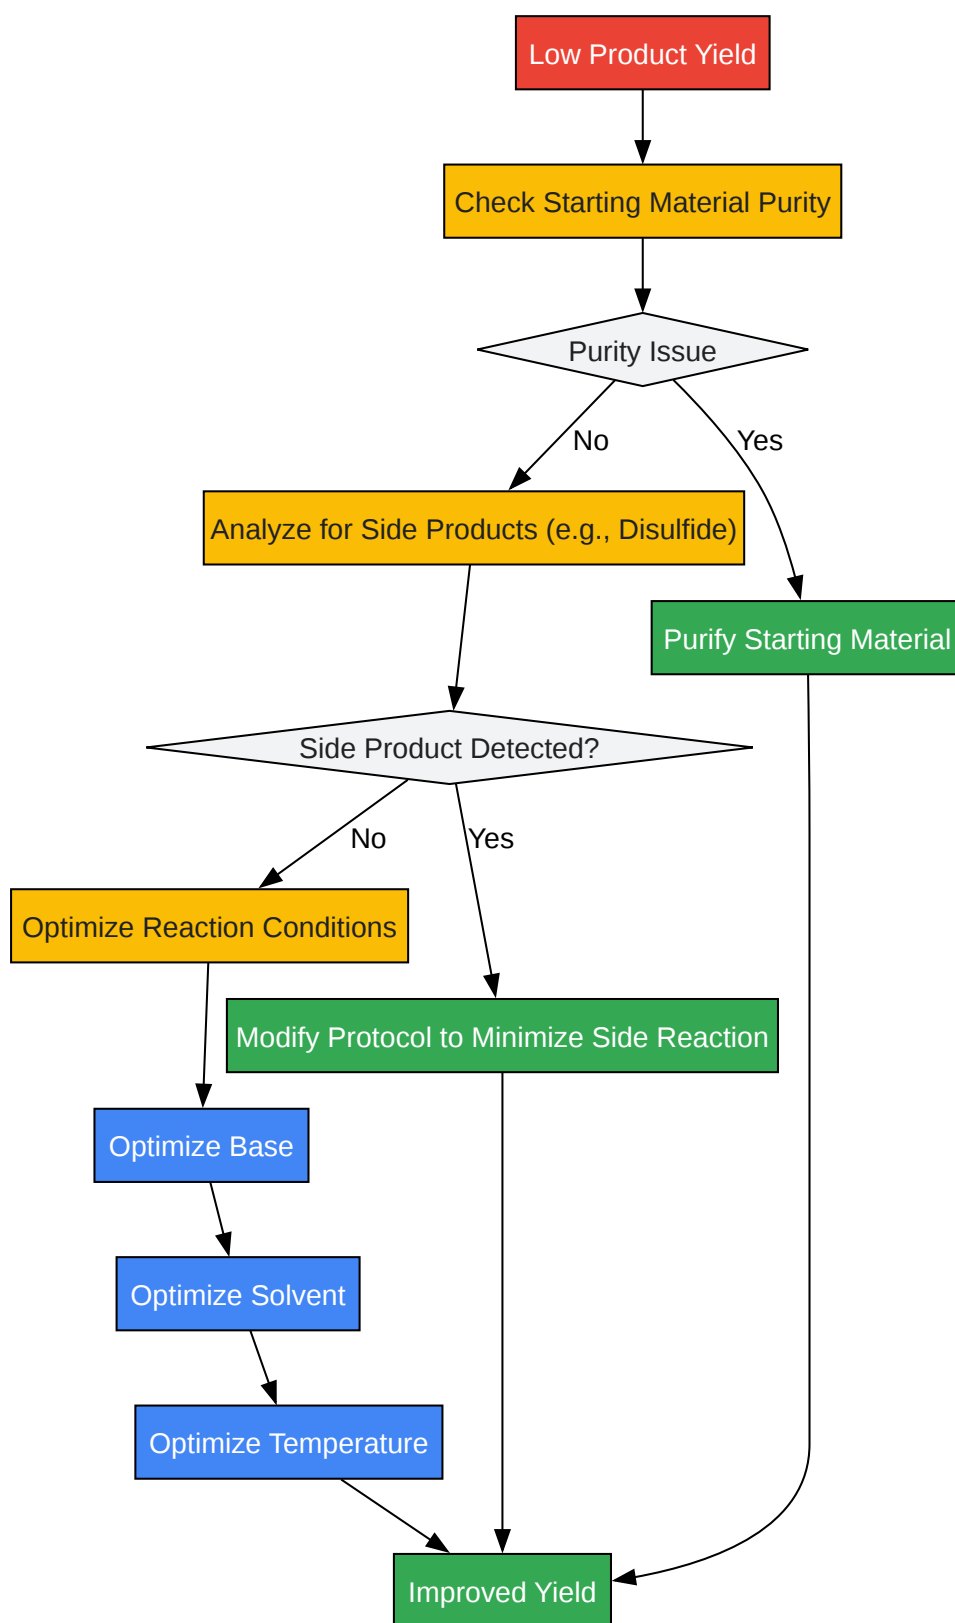 Low Product Yield
Check Starting Material Purity
Purity Issue
No
Yes
Analyze for Side Products (e.g., Disulfide)
Purify Starting Material
Side Product Detected?
No
Yes
Optimize Reaction Conditions
Modify Protocol to Minimize Side Reaction
Optimize Base
Optimize Solvent
Optimize Temperature
Improved Yield